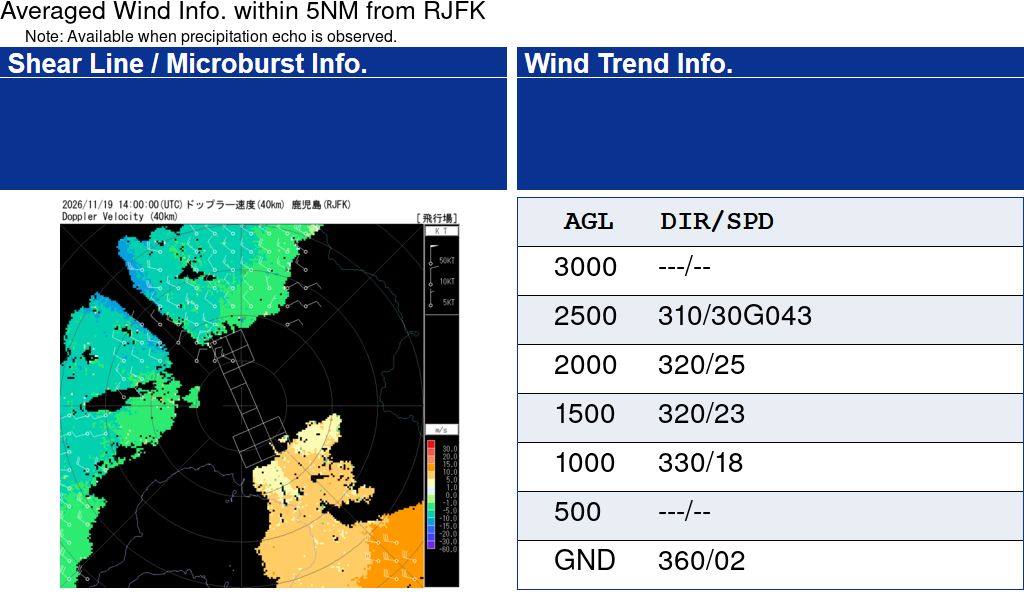 Averaged Wind Info. within 5NM from RJFK
Note: Available when precipitation echo is observed.
Shear Line / Microburst Info.
Wind Trend Info.
2026/11/19 14:00:00(UTC) ドップラー速度(40km) 鹿児島(RJFK)
Doppler Velocity (40km)
[飛行場]
K T
50KT
10KT
5KT
m/s
30.0
20.0
15.0
10.0
5.0
1.0
0.0
-1.0
-5.0
-10.0
-15.0
-20.0
-30.0
-60.0
AGL DIR/SPD
3000 ---/--
2500 310/30G043
2000 320/25
1500 320/23
1000 330/18
500 ---/--
GND 360/02